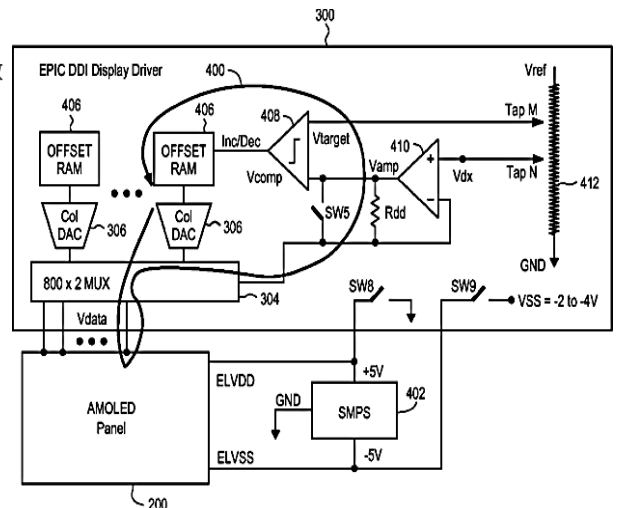 300
EPIC DDI Display Driver
400
Vref
406
406
408
Tap M
OFFSET
RAM
OFFSET
RAM
Inc/Dec
Vtarget
410
Vcomp
Vamp
+
-
Vdx
Tap N
412
Col
DAC
306
Col
DAC
306
SW5
Rdd
GND
800 x 2 MUX
304
SW8
SW9
VSS = -2 to -4V
Vdata
AMOLED
Panel
ELVDD
+5V
GND
SMPS
402
ELVSS
-5V
200